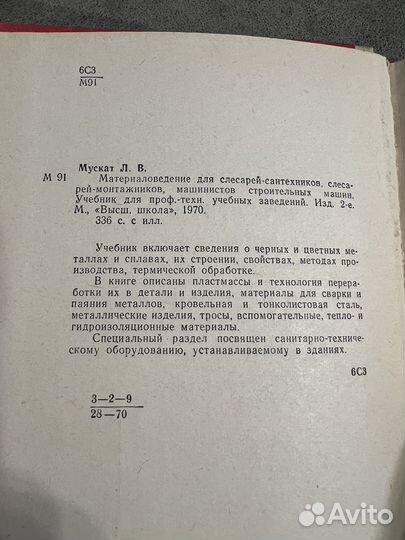 6С3
М91
Мускат Л. В.
М 91 Материаловедение для слесарей-сантехников, слеса-
рей-монтажников, машинистов строительных машин.
Учебник для проф.-техн. учебных заведений. Изд. 2-е.
М., «Высш. школа», 1970.
336 с. с илл.
Учебник включает сведения о черных и цветных ме-
таллах и сплавах, их строении, свойствах, методах про-
изводства, термической обработке.
В книге описаны пластмассы и технология перера-
ботки их в детали и изделия, материалы для сварки и
паяния металлов, кровельная и тонколистовая сталь,
металлические изделия, тросы, вспомогательные, тепло- и
гидроизоляционные материалы.
Специальный раздел посвящен санитарно-техниче-
скому оборудованию, устанавливаемому в зданиях.
6С3
3—2—9
28—70
Avito